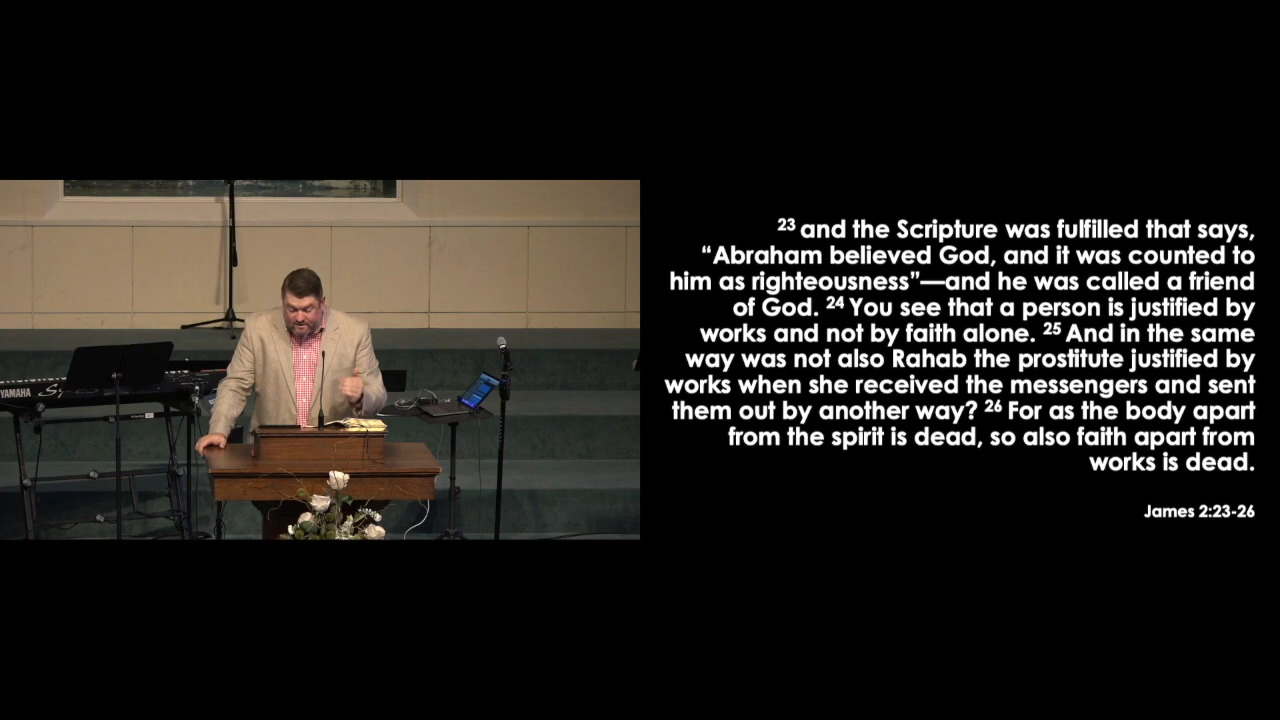 YAMAHA
23 and the Scripture was fulfilled that says,
“Abraham believed God, and it was counted to
him as righteousness”—and he was called a friend
of God. 24 You see that a person is justified by
works and not by faith alone. 25 And in the same
way was not also Rahab the prostitute justified by
works when she received the messengers and sent
them out by another way? 26 For as the body apart
from the spirit is dead, so also faith apart from
works is dead.
James 2:23-26